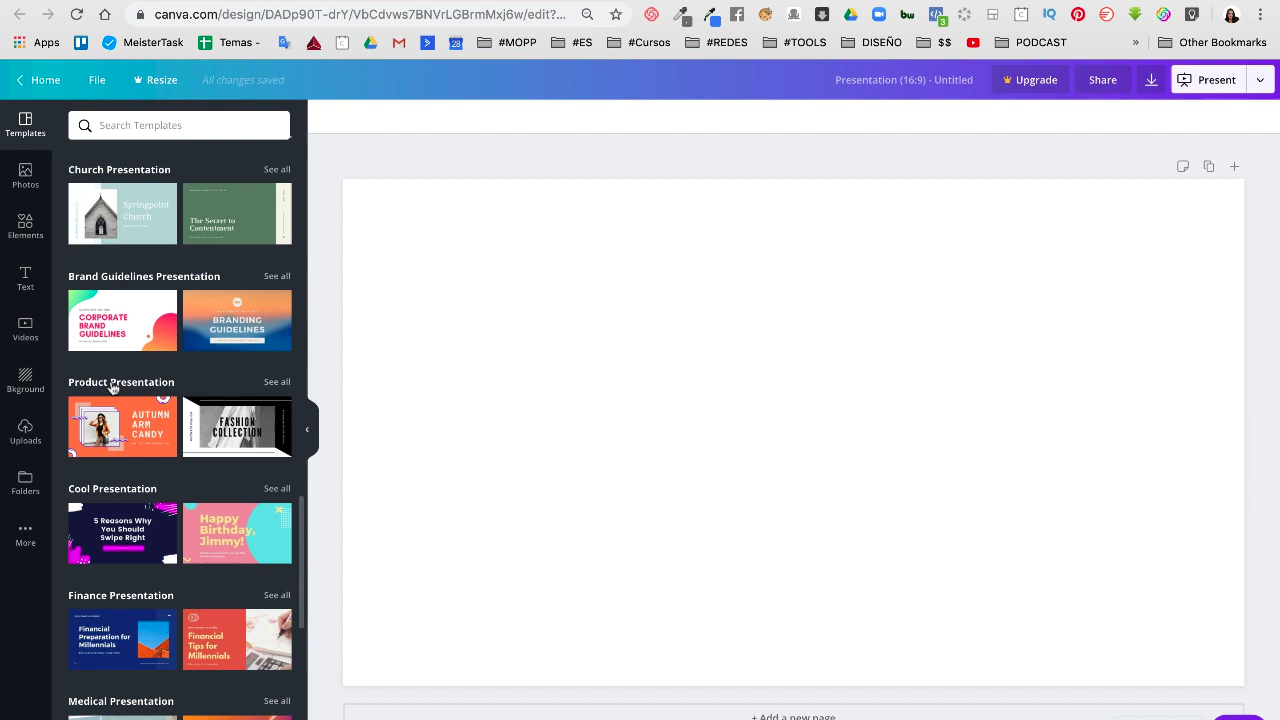 DADp90T-drY/VbCdvws7BNVrLGBrmMxj6w/edit?...
Apps
Temas -
#MOPP
#ES
Cursos
#REDES
#TOOLS
DISEÑO
$$
PODCAST
»
Other Bookmarks
Home
File
Resize
All changes saved
Presentation (16:9) - Untitled
Upgrade
Share
Present
Templates
Photos
Elements
Text
Videos
Bkground
Uploads
Folders
More
Search Templates
Church Presentation
See all
Springpoint
Church
The Secret to
Contentment
Brand Guidelines Presentation
See all
CORPORATE
BRAND
GUIDELINES
BRANDING
GUIDELINES
Product Presentation
See all
AUTUMN
ARM
CANDY
FASHION
COLLECTION
Cool Presentation
See all
5 Reasons Why
You Should
Swipe Right
Happy
Birthday,
Jimmy!
Finance Presentation
See all
Financial
Preparation for
Millennials
Financial
Tips for
Millennials
Medical Presentation
See all
+ Add a new page